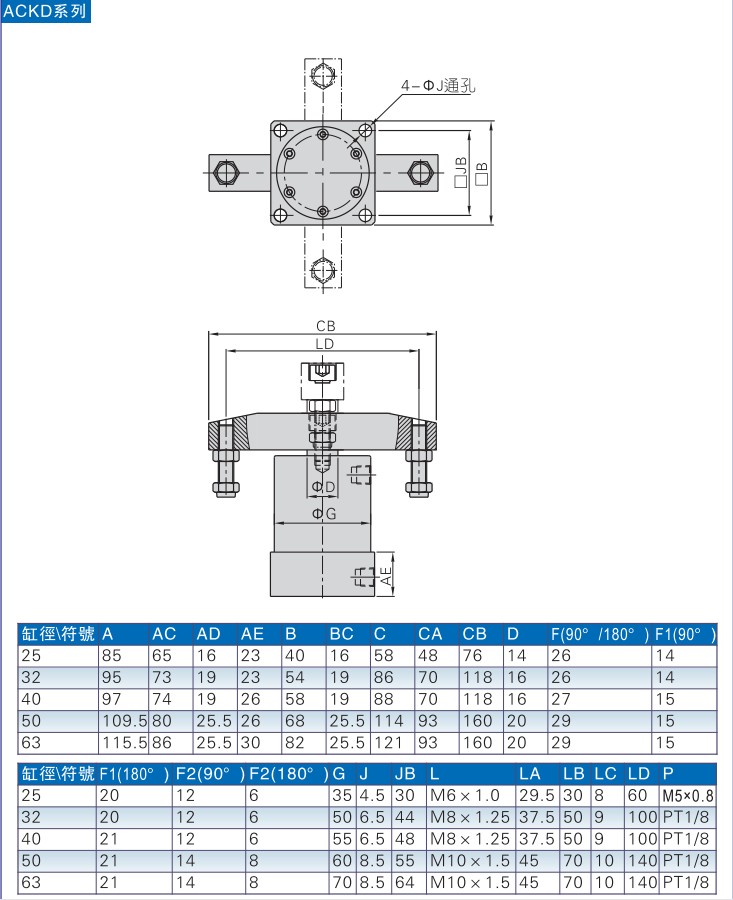 ACKD系列
4-ΦJ通孔
□JB
□B
CB
LD
ΦD
ΦG
AE
缸徑\符號 A AC AD AE B BC C CA CB D F(90°/180°) F1(90°)
25 85 65 16 23 40 16 58 48 76 14 26 14
32 95 73 19 23 54 19 86 70 118 16 26 14
40 97 74 19 26 58 19 88 70 118 16 27 15
50 109.5 80 25.5 26 68 25.5 114 93 160 20 29 15
63 115.5 86 25.5 30 82 25.5 121 93 160 20 29 15
缸徑\符號 F1(180°) F2(90°) F2(180°) G J JB L LA LB LC LD P
25 20 12 6 35 4.5 30 M6×1.0 29.5 30 8 60 M5×0.8
32 20 12 6 50 6.5 44 M8×1.25 37.5 50 9 100 PT1/8
40 21 12 6 55 6.5 48 M8×1.25 37.5 50 9 100 PT1/8
50 21 14 8 60 8.5 55 M10×1.5 45 70 10 140 PT1/8
63 21 14 8 70 8.5 64 M10×1.5 45 70 10 140 PT1/8